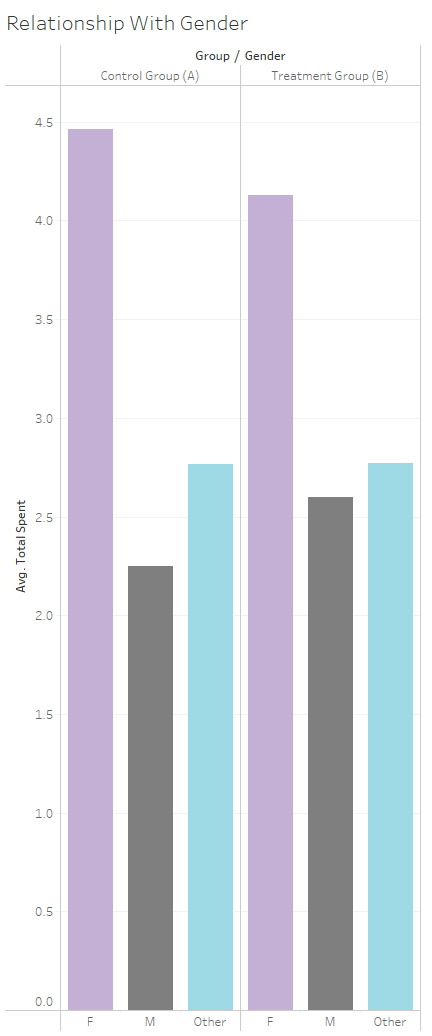 Relationship With Gender
Group / Gender
Control Group (A)
Treatment Group (B)
4.5
4.0
3.5
3.0
2.5
2.0
1.5
1.0
0.5
0.0
Avg. Total Spent
F M Other F M Other